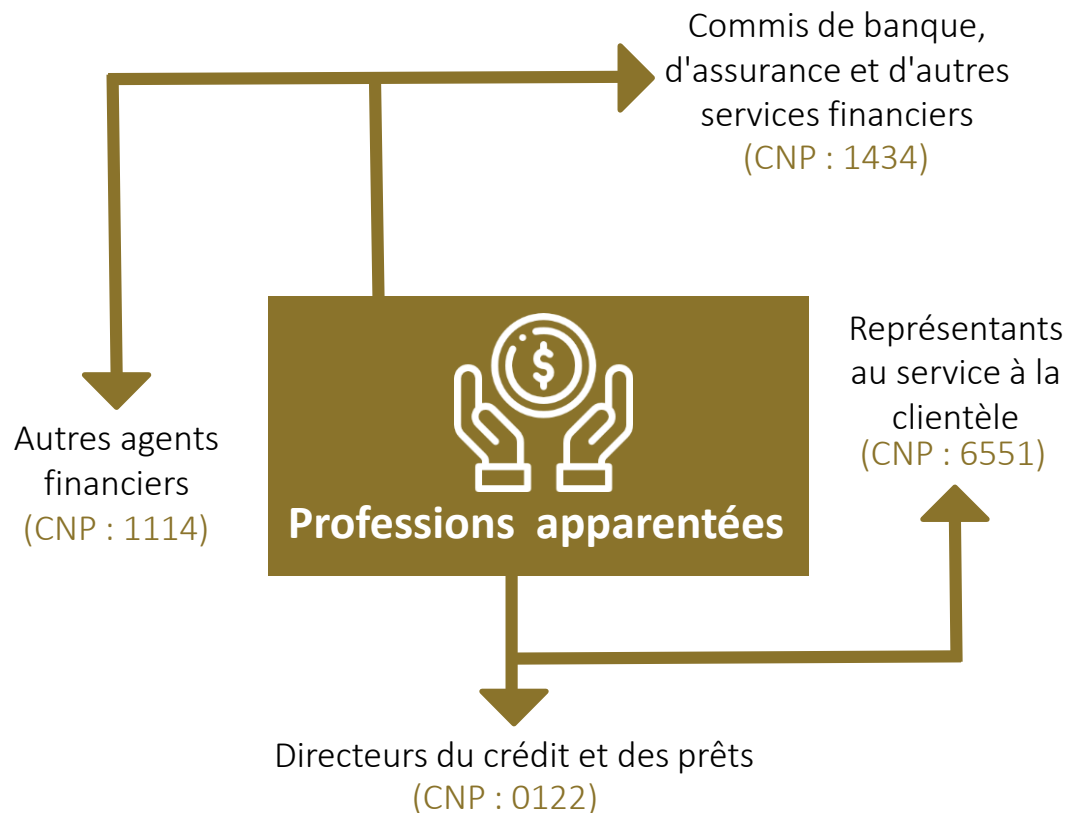 Commis de banque,
d'assurance et d'autres
services financiers
(CNP : 1434)
Représentants
au service à la
clientèle
(CNP : 6551)
Autres agents
financiers
(CNP : 1114)
$
Professions apparentées
Directeurs du crédit et des prêts
(CNP : 0122)